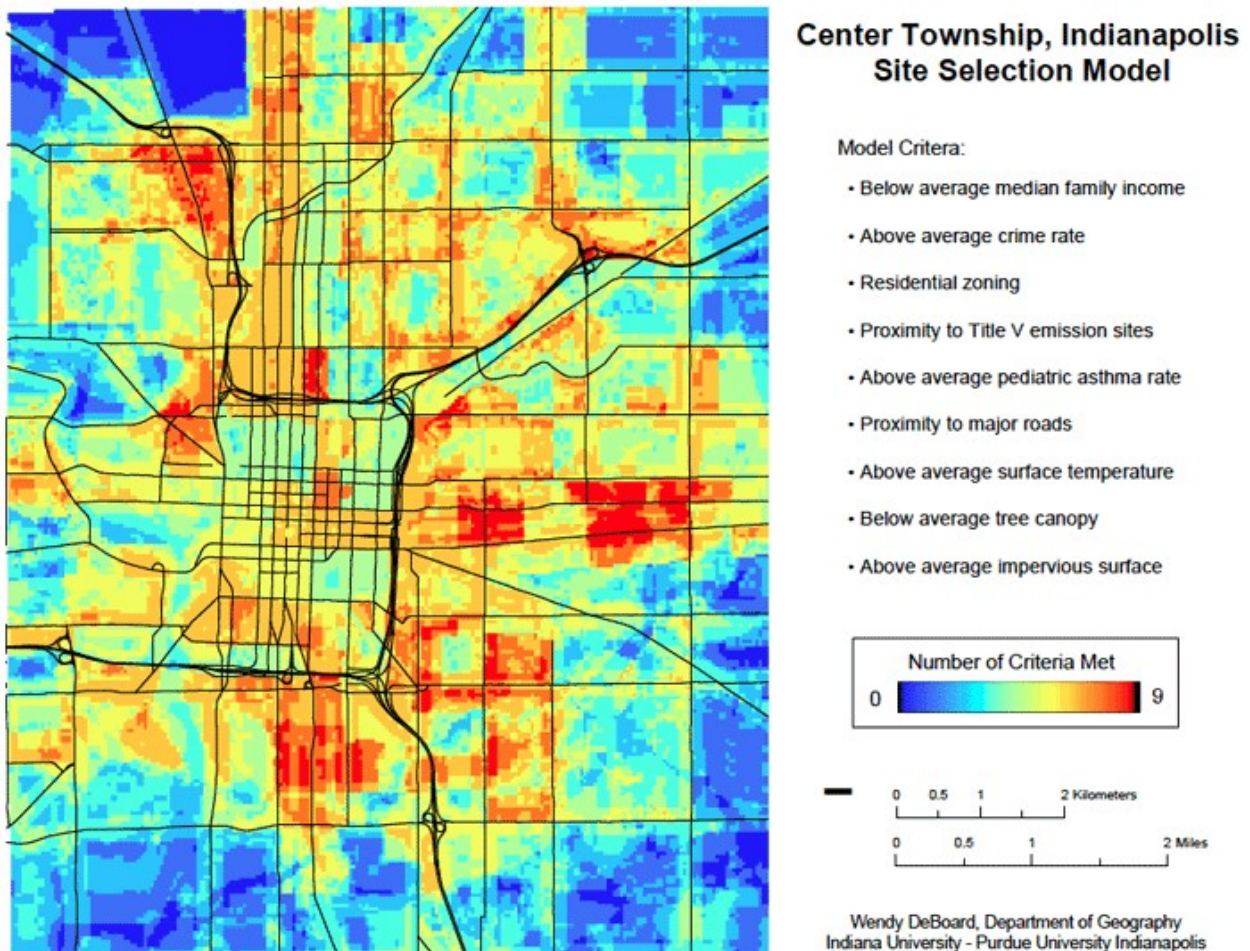 Center Township, Indianapolis
Site Selection Model
Model Critera:
• Below average median family income
• Above average crime rate
• Residential zoning
• Proximity to Title V emission sites
• Above average pediatric asthma rate
• Proximity to major roads
• Above average surface temperature
• Below average tree canopy
• Above average impervious surface
Number of Criteria Met
0 9
0 0.5 1 2 Kilometers
0 0.5 1 2 Miles
Wendy DeBoard, Department of Geography
Indiana University - Purdue University Indianapolis